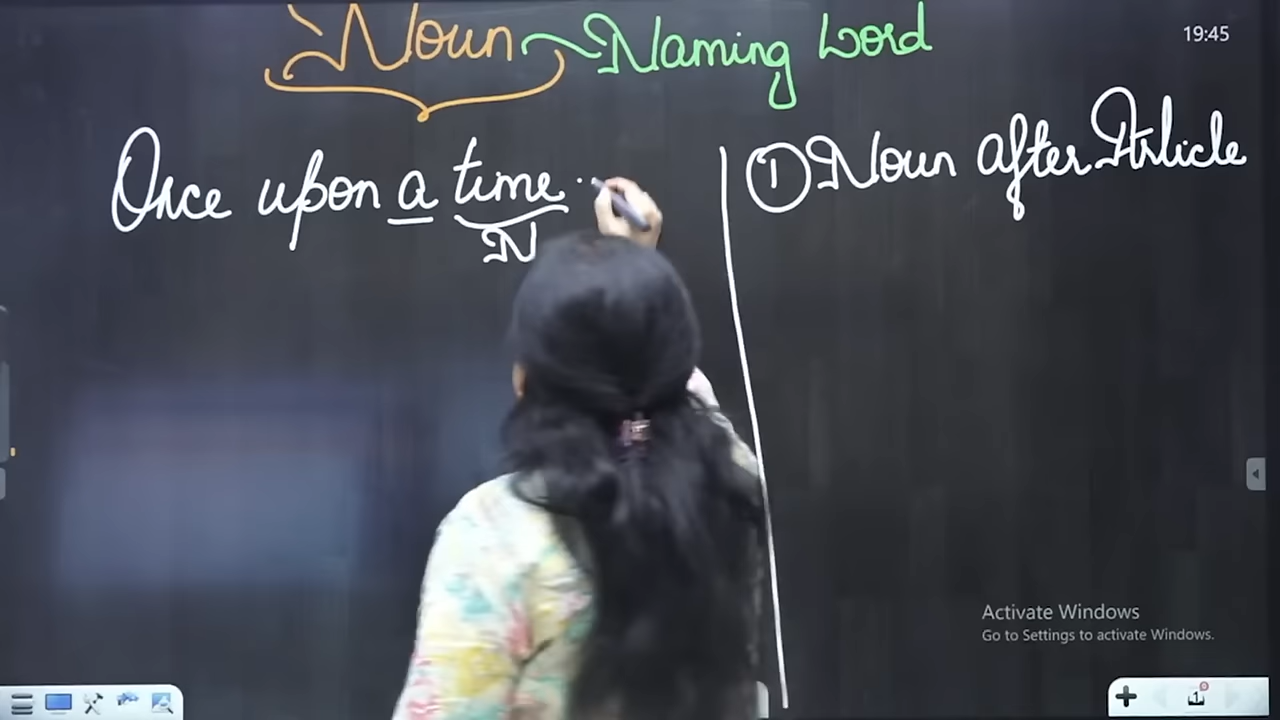 Noun Naming Word
19:45
Once upon a time ..
N
① Noun after Article
Activate Windows
Go to Settings to activate Windows.
1